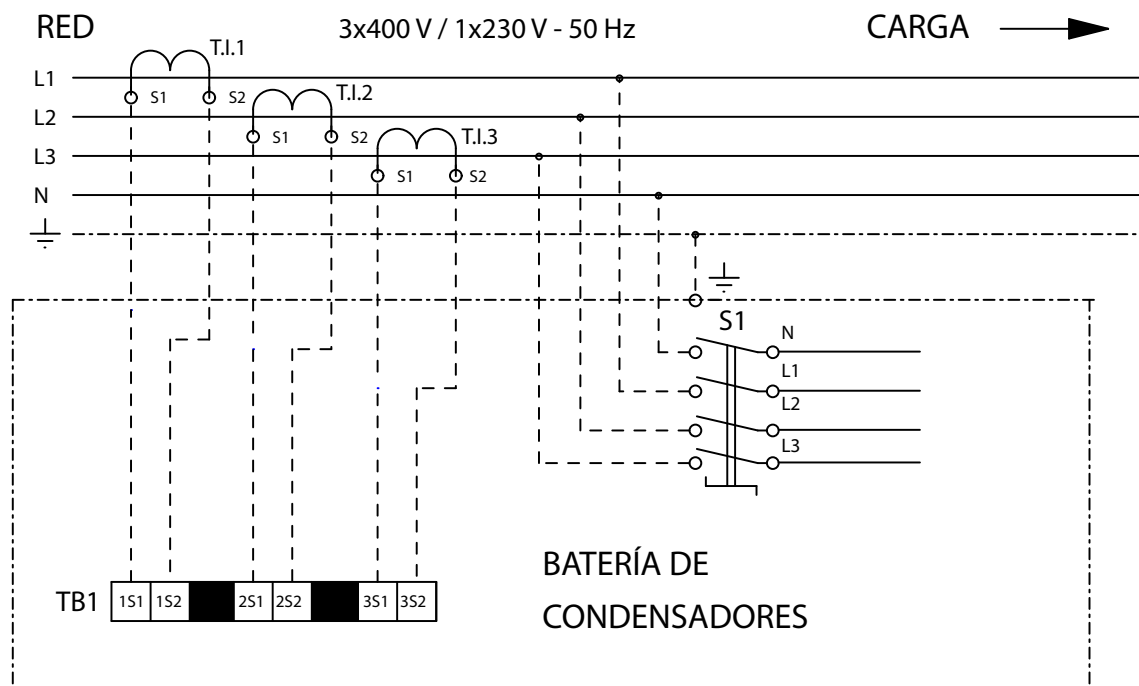 RED 3x400 V / 1x230 V - 50 Hz CARGA
T.I.1
L1
S1 S2
T.I.2
L2
S1 S2
T.I.3
L3
S1 S2
N
S1
N
L1
L2
L3
BATERÍA DE
CONDENSADORES
TB1 1S1 1S2 2S1 2S2 3S1 3S2